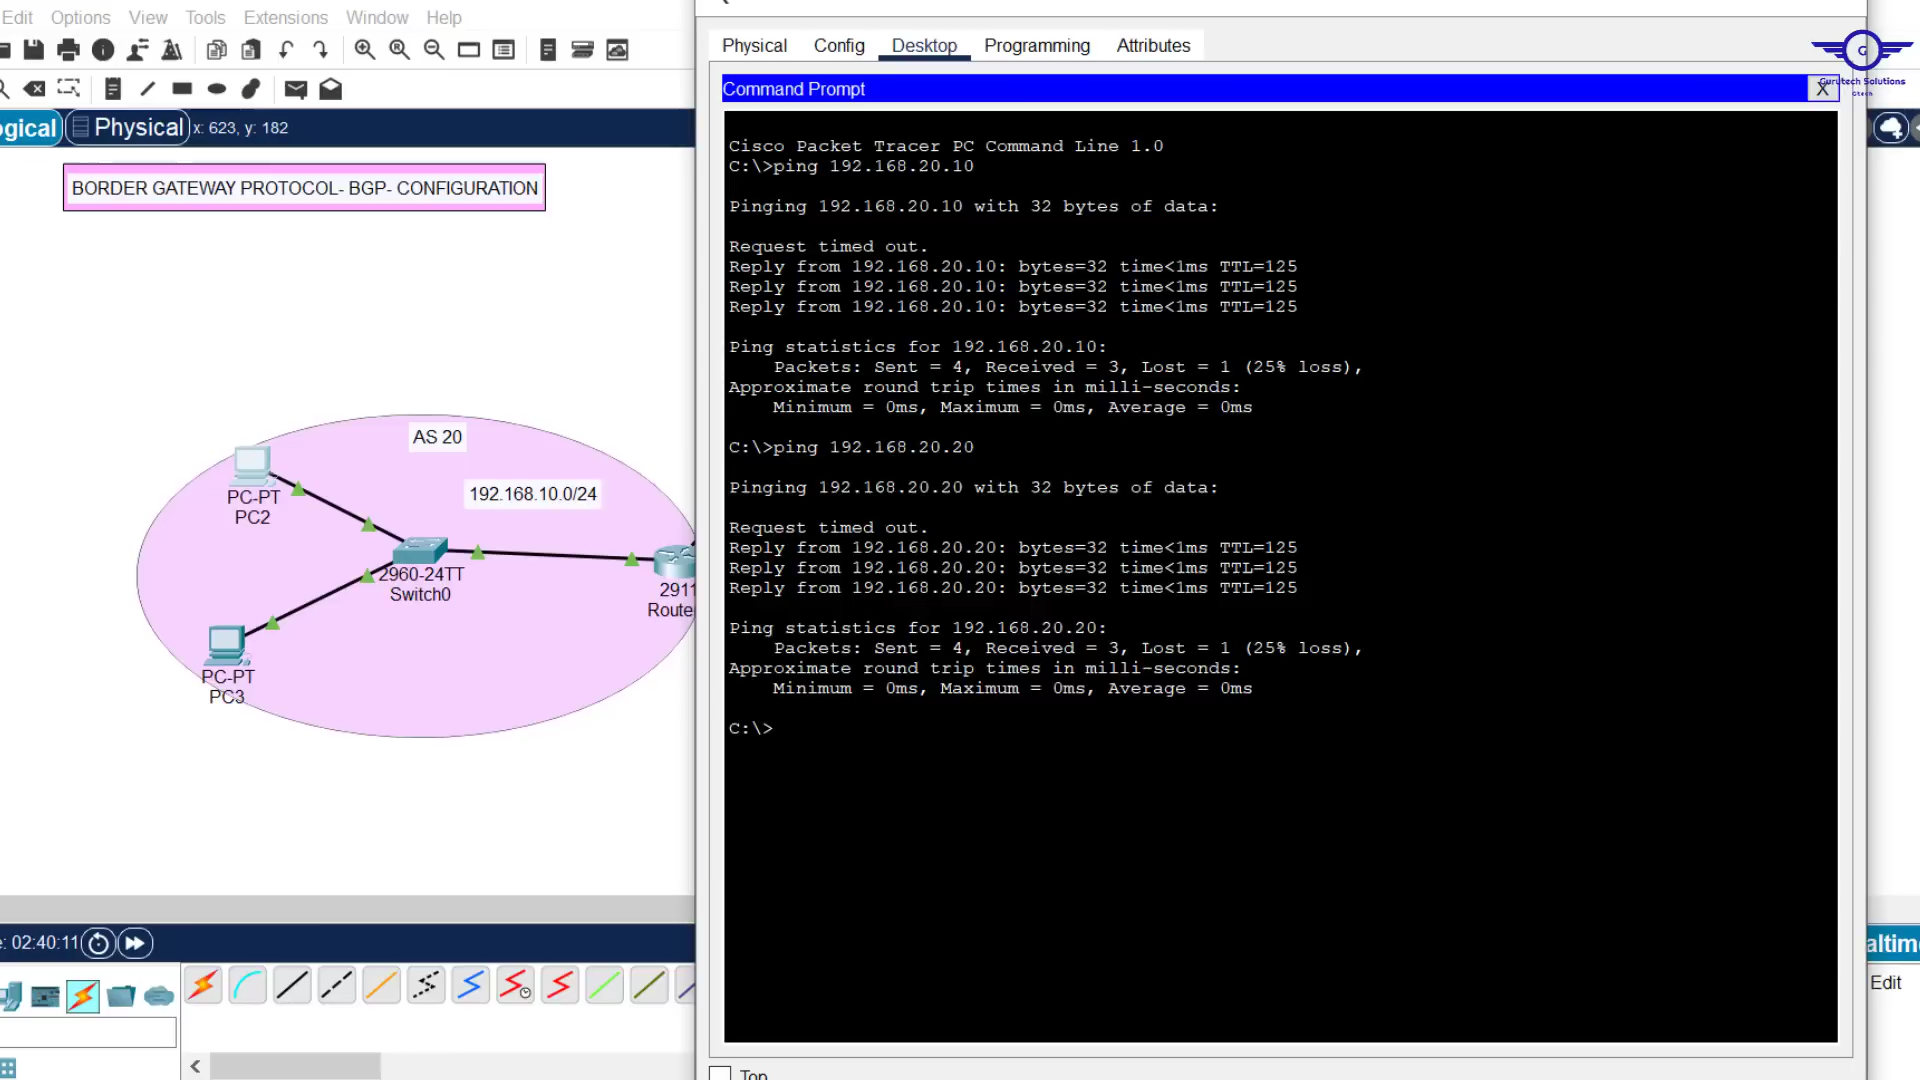 Edit Options View Tools Extensions Window Help
Physical Config Desktop Programming Attributes
G
Gurutech Solutions
Gtech
Command Prompt
X
ogical Physical x: 623, y: 182
BORDER GATEWAY PROTOCOL- BGP- CONFIGURATION
Cisco Packet Tracer PC Command Line 1.0
C:\>ping 192.168.20.10
Pinging 192.168.20.10 with 32 bytes of data:
Request timed out.
Reply from 192.168.20.10: bytes=32 time<1ms TTL=125
Reply from 192.168.20.10: bytes=32 time<1ms TTL=125
Reply from 192.168.20.10: bytes=32 time<1ms TTL=125
Ping statistics for 192.168.20.10:
Packets: Sent = 4, Received = 3, Lost = 1 (25% loss),
Approximate round trip times in milli-seconds:
Minimum = 0ms, Maximum = 0ms, Average = 0ms
C:\>ping 192.168.20.20
Pinging 192.168.20.20 with 32 bytes of data:
Request timed out.
Reply from 192.168.20.20: bytes=32 time<1ms TTL=125
Reply from 192.168.20.20: bytes=32 time<1ms TTL=125
Reply from 192.168.20.20: bytes=32 time<1ms TTL=125
Ping statistics for 192.168.20.20:
Packets: Sent = 4, Received = 3, Lost = 1 (25% loss),
Approximate round trip times in milli-seconds:
Minimum = 0ms, Maximum = 0ms, Average = 0ms
C:\>
AS 20
192.168.10.0/24
PC-PT
PC2
2960-24TT
Switch0
2911
Route
PC-PT
PC3
e: 02:40:11
altime
Edit
Top